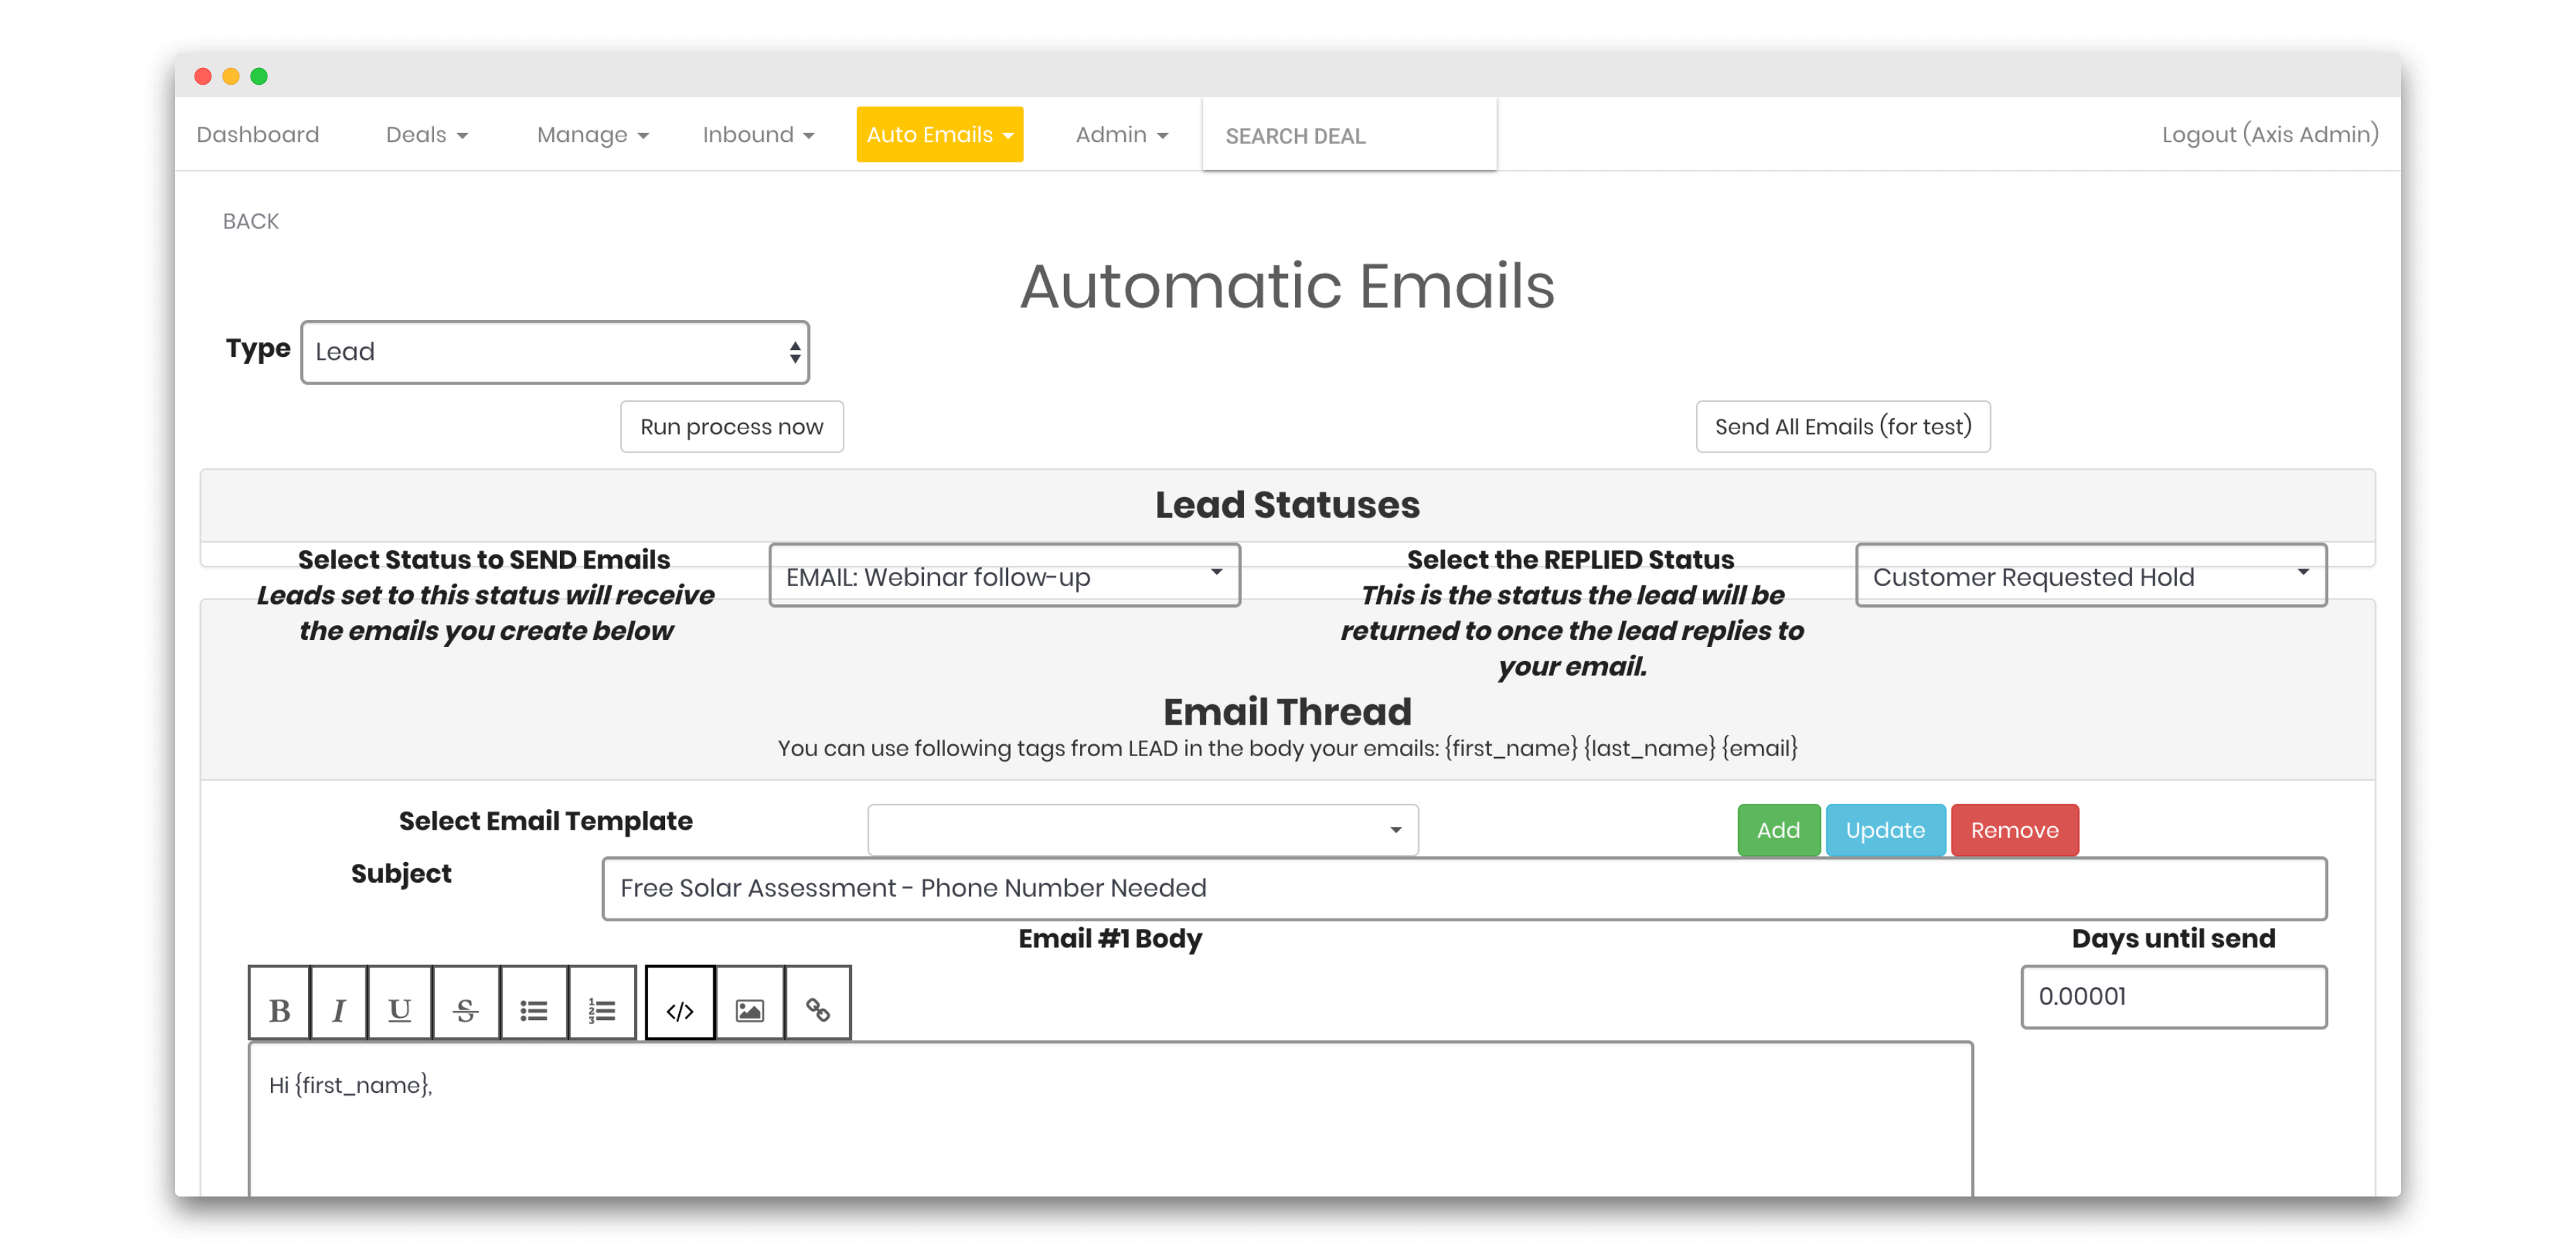 Dashboard Deals Manage Inbound Auto Emails Admin SEARCH DEAL Logout (Axis Admin)
BACK
Automatic Emails
Type Lead
Run process now Send All Emails (for test)
Lead Statuses
Select Status to SEND Emails
Leads set to this status will receive
the emails you create below
EMAIL: Webinar follow-up
Select the REPLIED Status
This is the status the lead will be
returned to once the lead replies to
your email.
Customer Requested Hold
Email Thread
You can use following tags from LEAD in the body your emails: {first_name} {last_name} {email}
Select Email Template Add Update Remove
Subject Free Solar Assessment - Phone Number Needed
Email #1 Body Days until send
B I U S </> 0.00001
Hi {first_name},